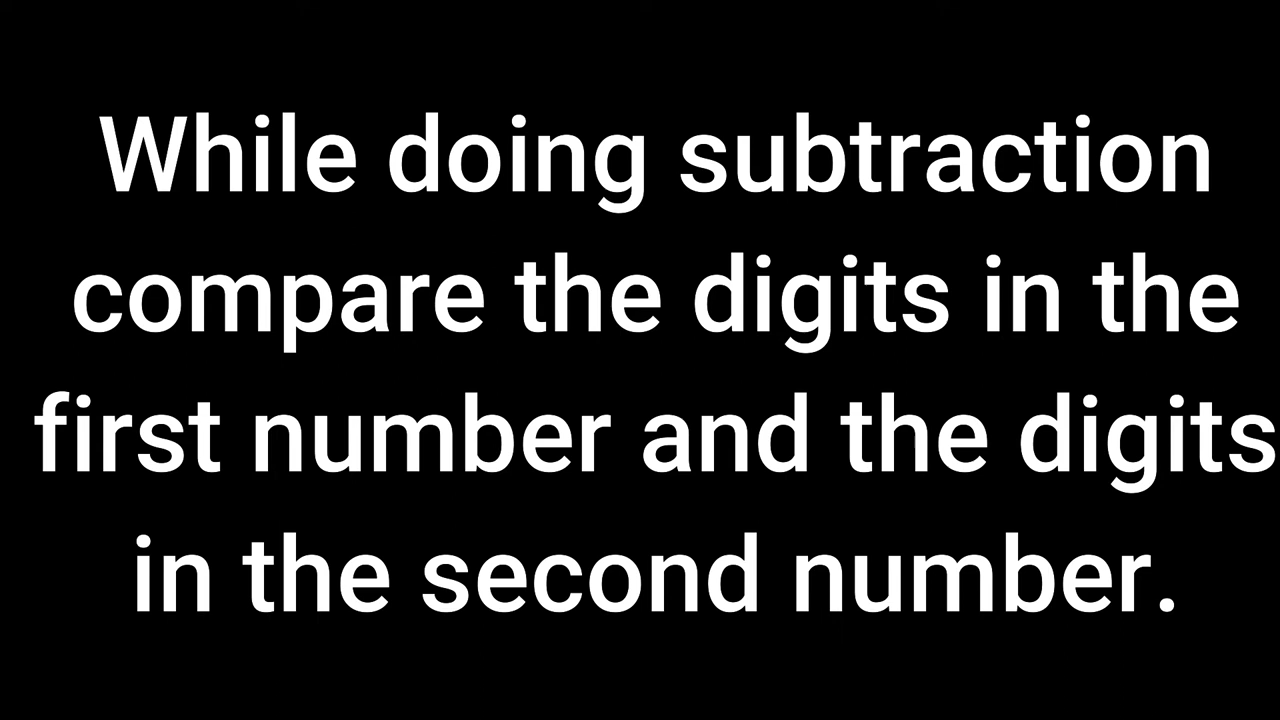 While doing subtraction
compare the digits in the
first number and the digits
in the second number.